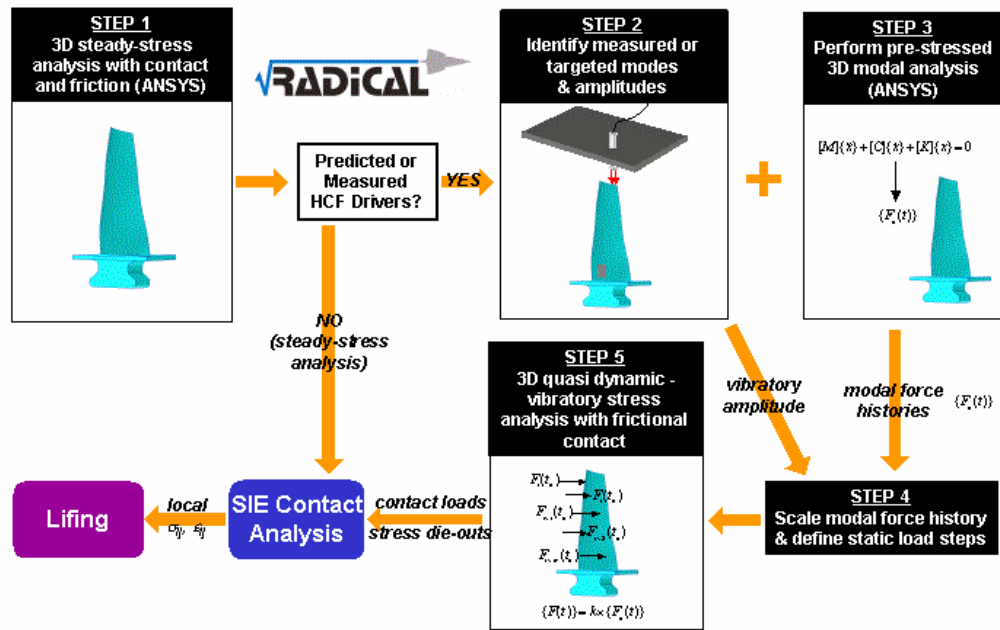 STEP 1
3D steady-stress
analysis with contact
and friction (ANSYS)
√RADiCAL
Predicted or
Measured
HCF Drivers?
YES
STEP 2
Identify measured or
targeted modes
& amplitudes
+
STEP 3
Perform pre-stressed
3D modal analysis
(ANSYS)
[M]{ẍ}+[C]{ẋ}+[K]{x}=0
NO
(steady-stress
analysis)
vibratory
amplitude
modal force
histories
STEP 4
Scale modal force history
& define static load steps
STEP 5
3D quasi dynamic -
vibratory stress
analysis with frictional
contact
contact loads
stress die-outs
SIE Contact
Analysis
local
σij, εij
Lifing